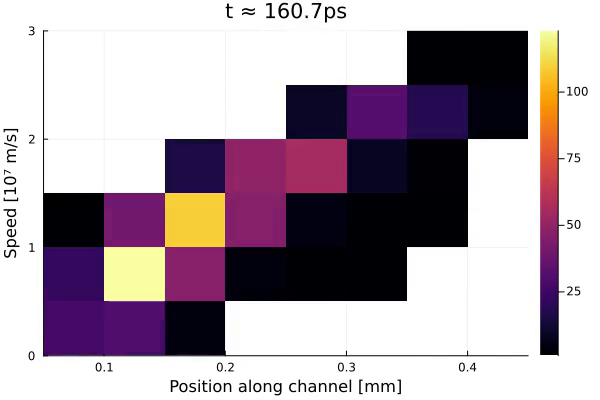 t ≈ 160.7ps
3
2
1
0
Speed [10⁷ m/s]
0.1 0.2 0.3 0.4
Position along channel [mm]
100
75
50
25